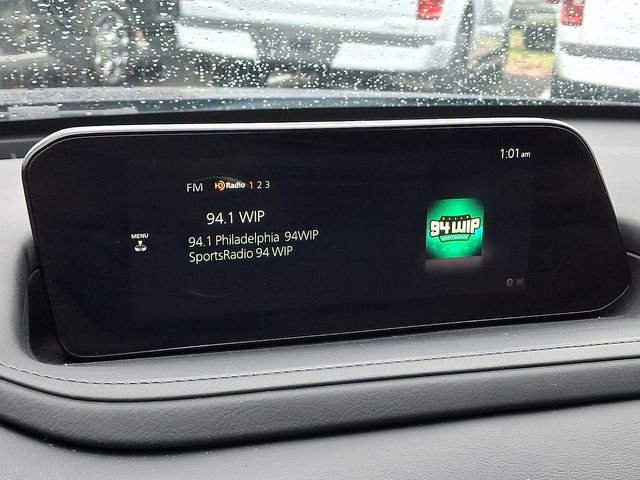 1:01 am
FM HD Radio 1 2 3
94.1 WIP
MENU
94.1 Philadelphia 94WIP
SportsRadio 94 WIP
94WIP